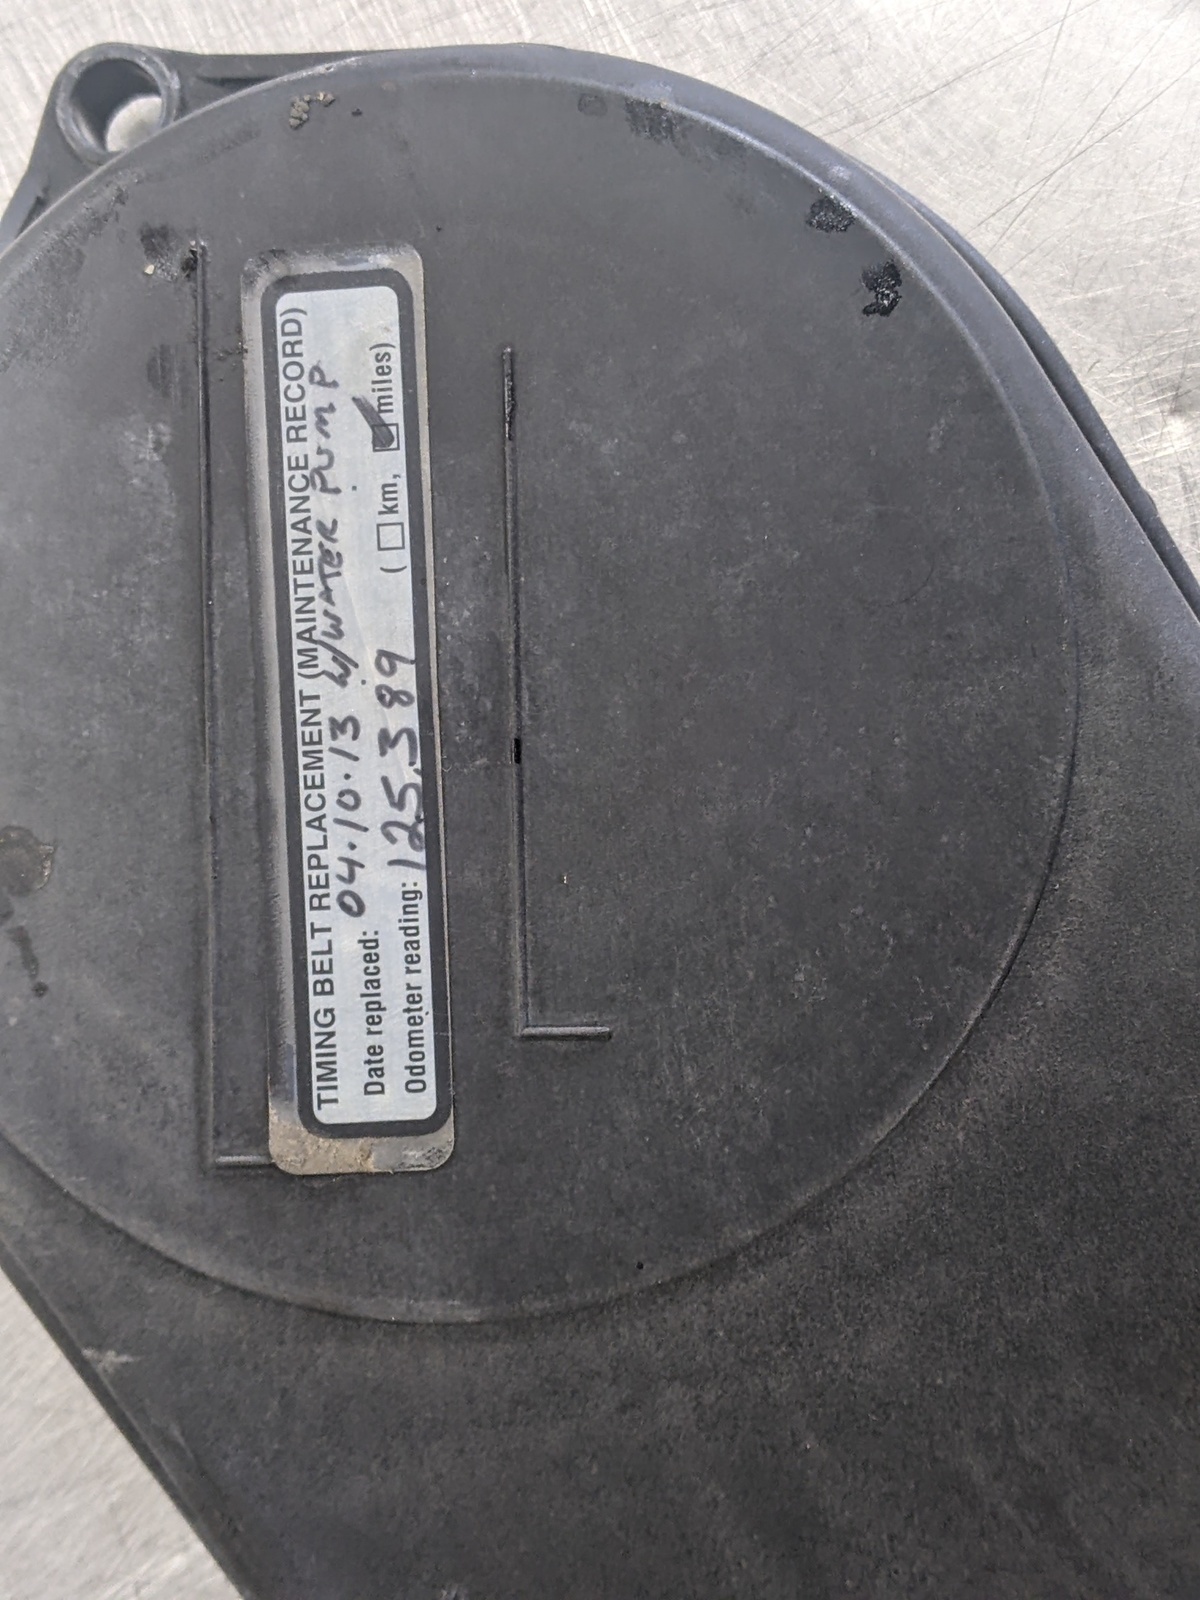 TIMING BELT REPLACEMENT (MAINTENANCE RECORD)
Date replaced: 04.10.13 W/WATER PUMP
Odometer reading: 125,389 ( ☐ km, ☑ miles)